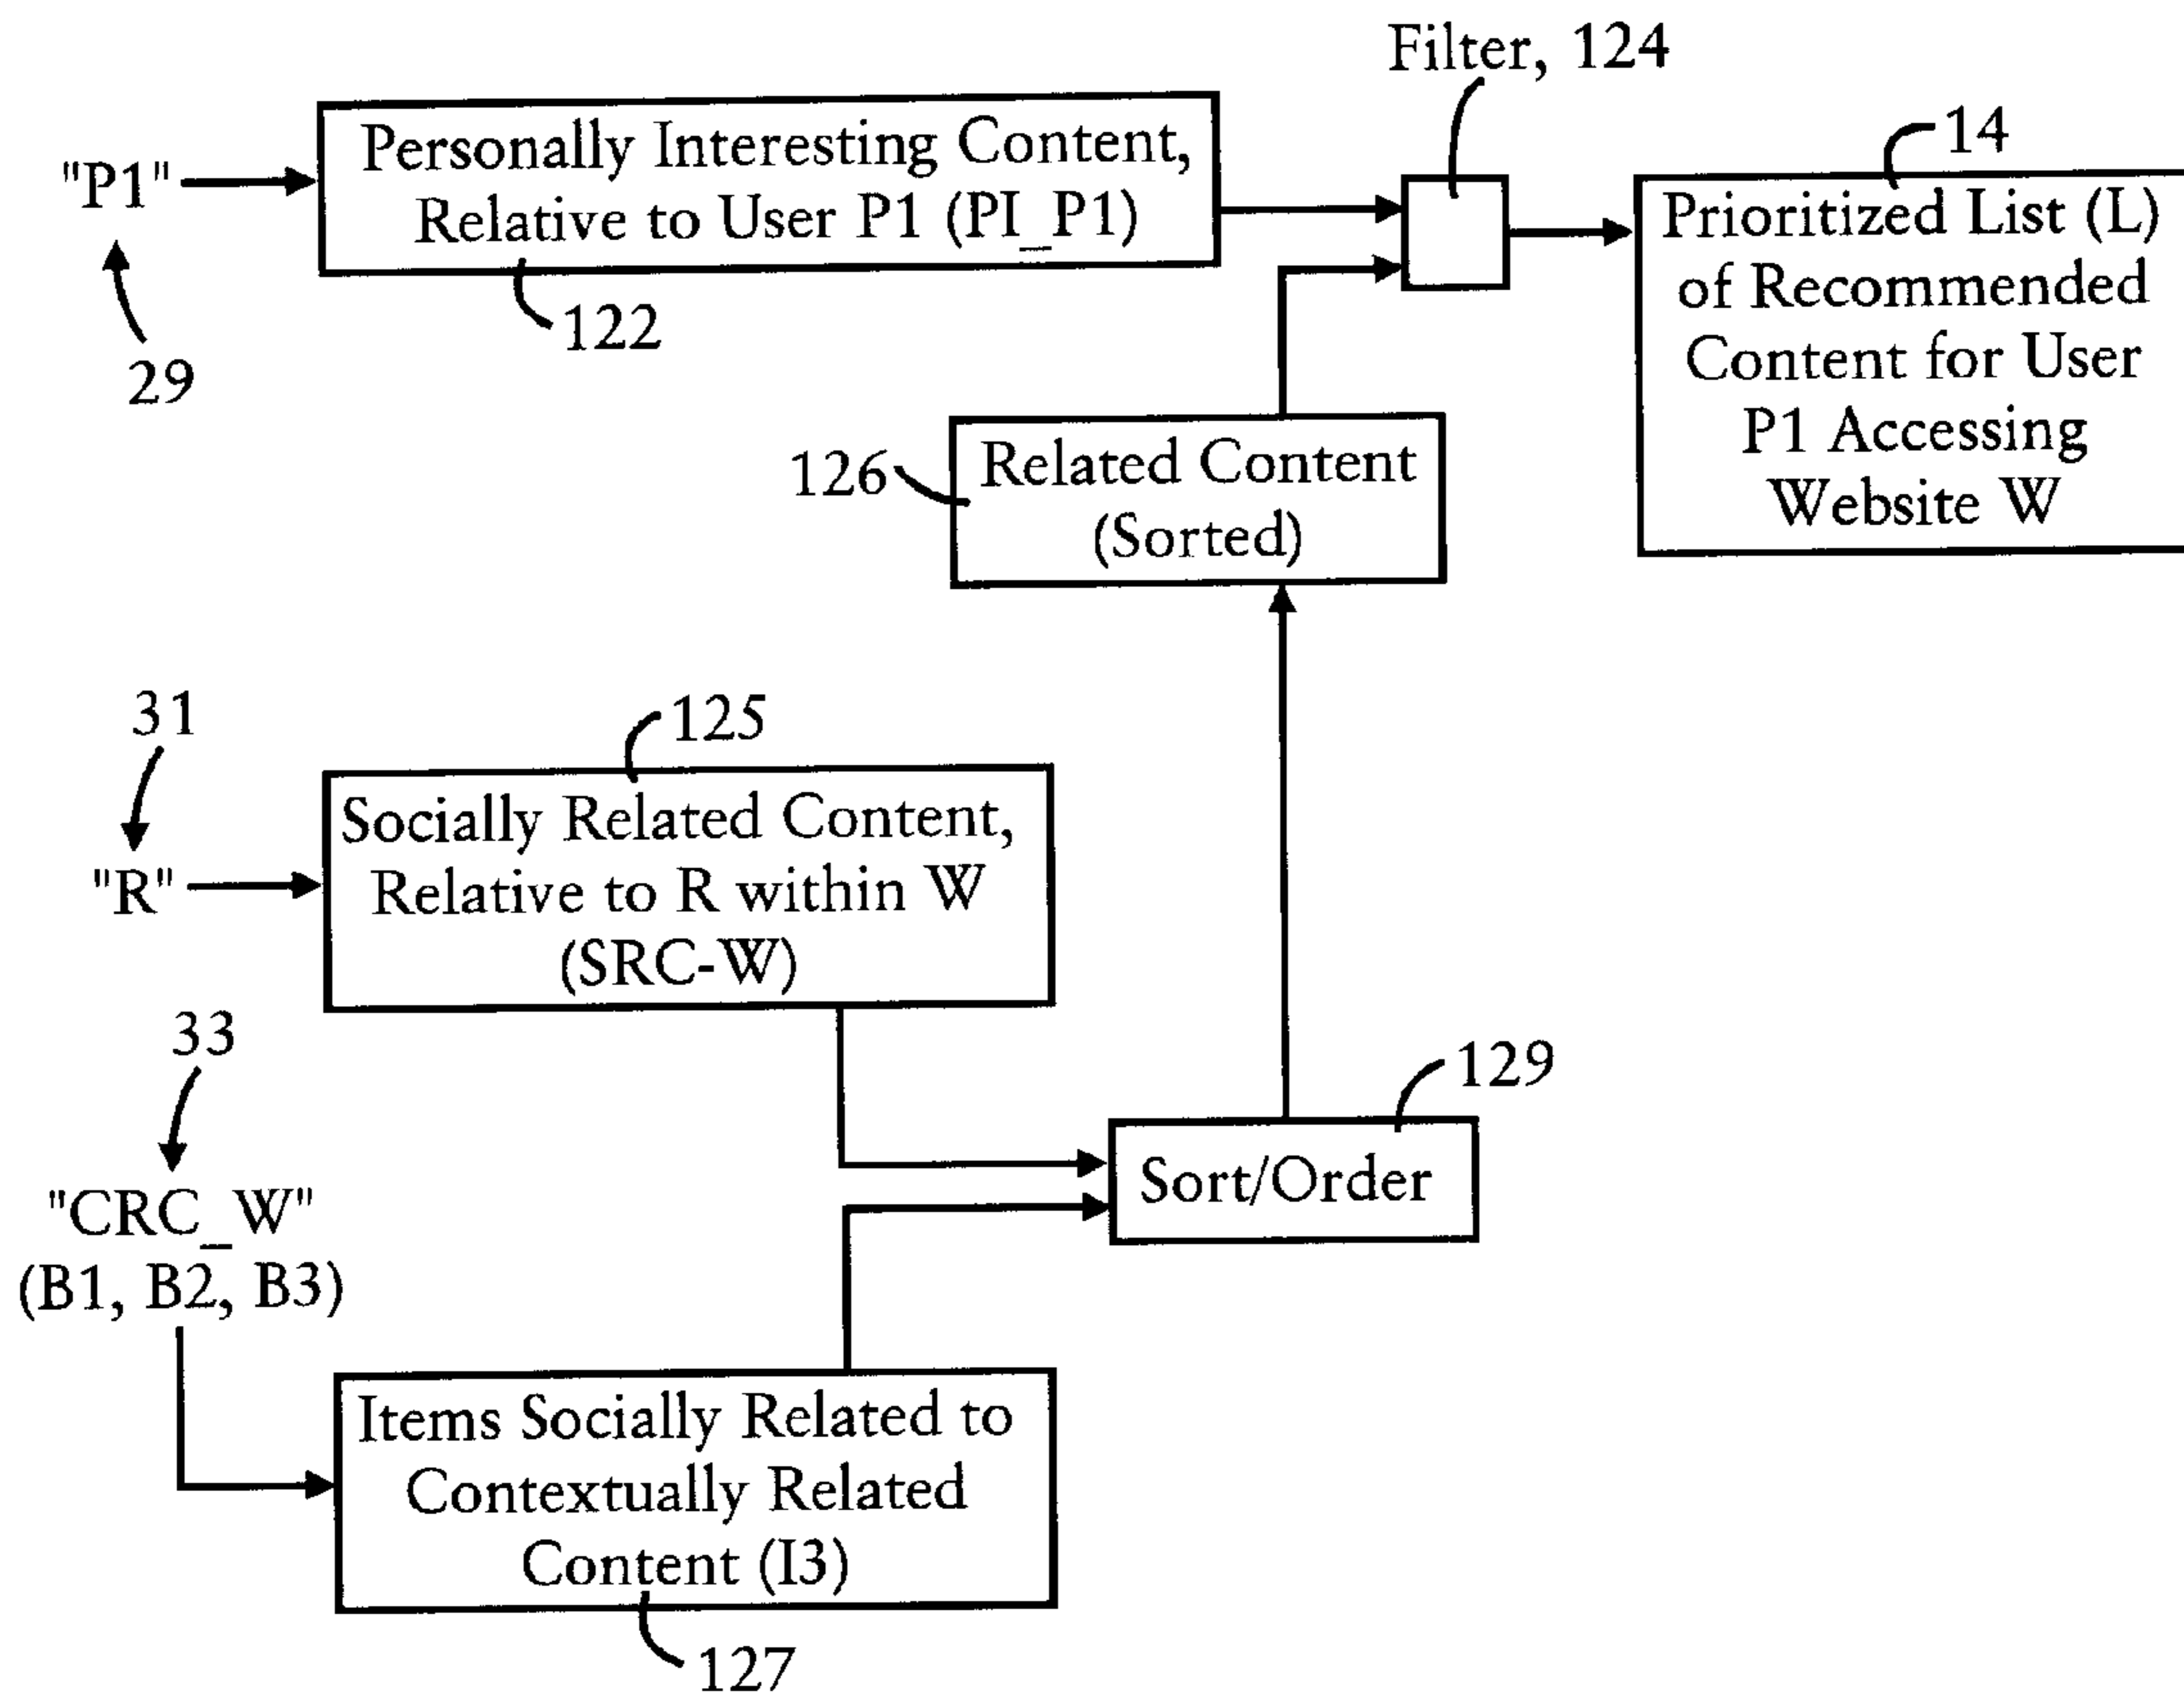 Filter, 124
"P1"
Personally Interesting Content,
Relative to User P1 (PI_P1)
122
29
14
Prioritized List (L)
of Recommended
Content for User
P1 Accessing
Website W
126
Related Content
(Sorted)
31
125
"R"
Socially Related Content,
Relative to R within W
(SRC-W)
33
129
"CRC_W"
(B1, B2, B3)
Sort/Order
Items Socially Related to
Contextually Related
Content (I3)
127